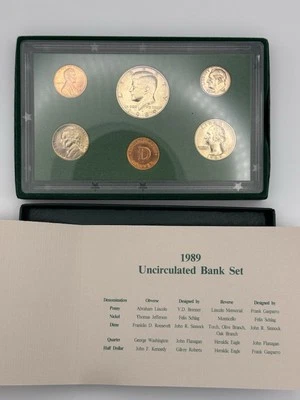 D
1989
Uncirculated Bank Set
Denomination Obverse Designed by Reverse Designed by
Penny Abraham Lincoln V.D. Brenner Lincoln Memorial Frank Gasparro
Nickel Thomas Jefferson Felix Schlag Monticello Felix Schlag
Dime Franklin D. Roosevelt John R. Sinnock Torch, Olive Branch, John R. Sinnock
Oak Branch
Quarter George Washington John Flanagan Heraldic Eagle John Flanagan
Half Dollar John F. Kennedy Gilroy Roberts Heraldic Eagle Frank Gasparro